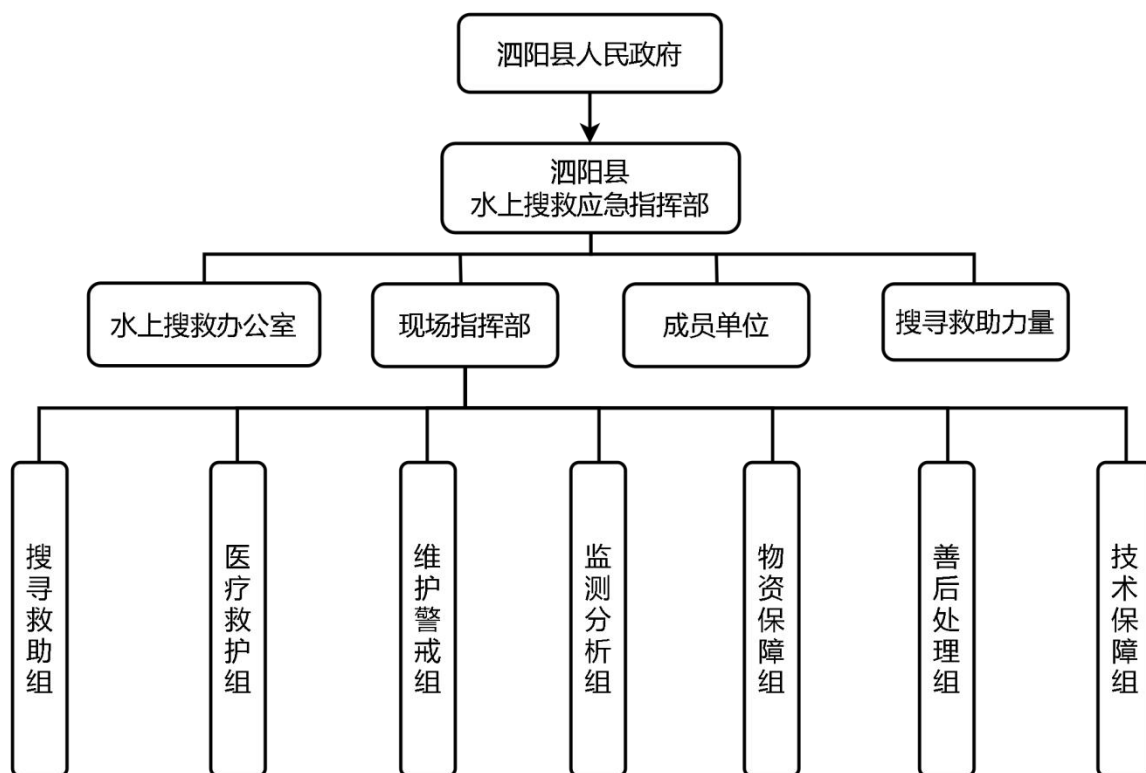 泗阳县人民政府
泗阳县
水上搜救应急指挥部
水上搜救办公室
现场指挥部
成员单位
搜寻救助力量
搜寻救助组
医疗救护组
维护警戒组
监测分析组
物资保障组
善后处理组
技术保障组